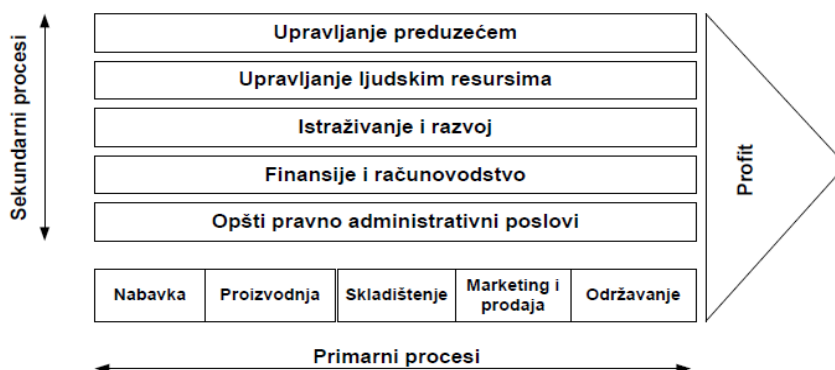 Sekundarni procesi
Upravljanje preduzećem
Upravljanje ljudskim resursima
Istraživanje i razvoj
Finansije i računovodstvo
Opšti pravno administrativni poslovi
Profit
Nabavka
Proizvodnja
Skladištenje
Marketing i
prodaja
Održavanje
Primarni procesi